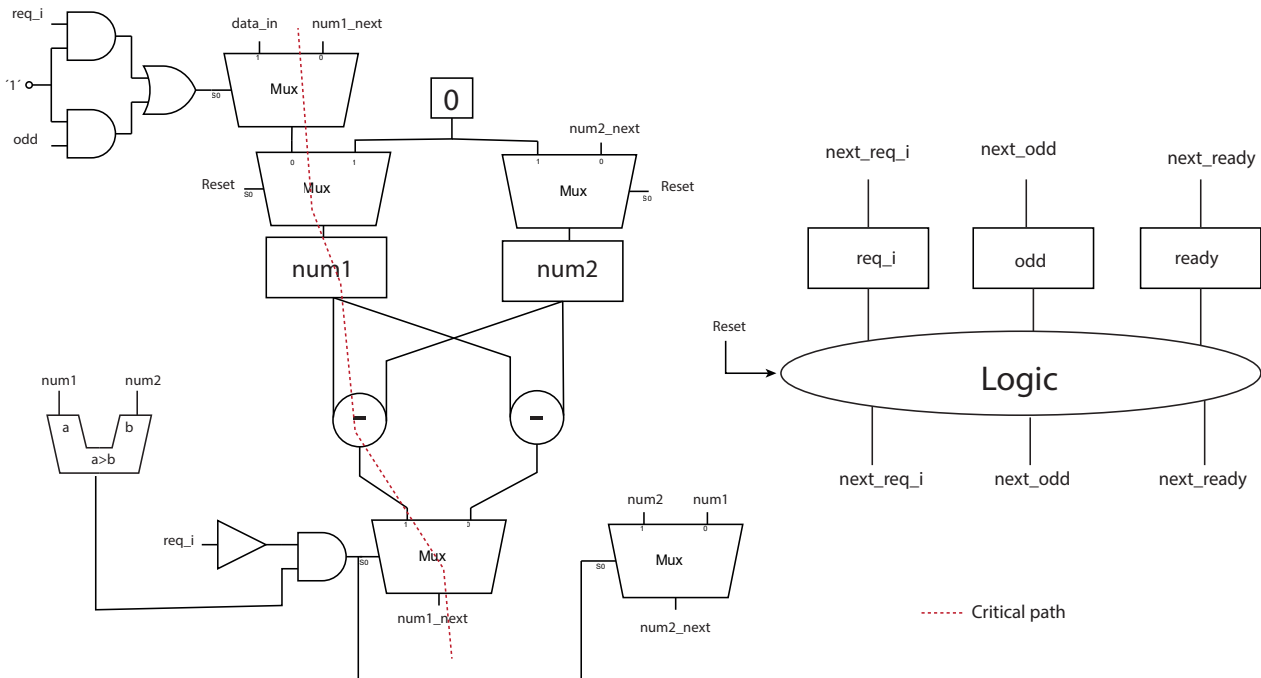 req_i
´1´
odd
data_in num1_next
1 0
S0
Mux
0
num2_next
0 1
1 0
Reset
S0
Mux
Mux
S0
Reset
num1
num2
-
-
num1 num2
a b
a>b
req_i
1 0
S0
Mux
num1_next
num2 num1
1 0
S0
Mux
num2_next
next_req_i next_odd next_ready
req_i odd ready
Reset
Logic
next_req_i next_odd next_ready
Critical path